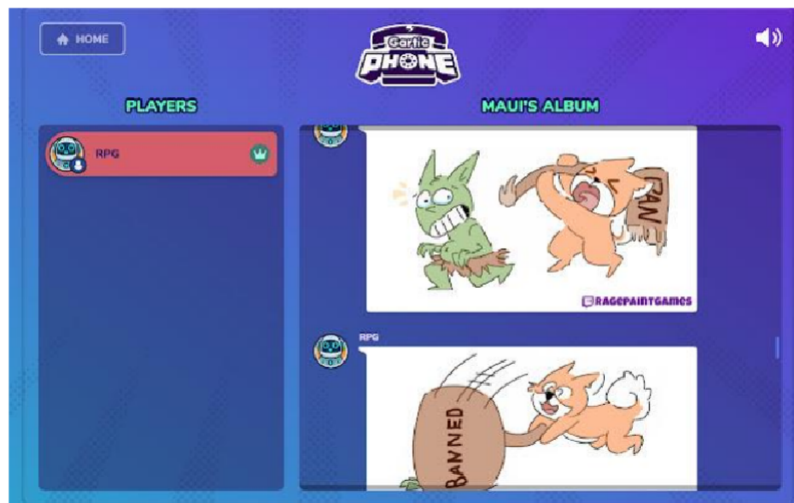 HOME
Gartic
PHONE
PLAYERS
MAUI'S ALBUM
RPG
BAN
RAGEPAINTGAMES
RPG
BANNED